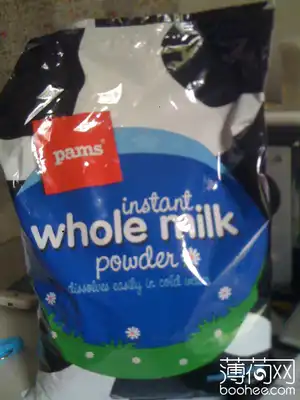 pams
instant
whole milk
powder
dissolves easily in cold
薄荷网
boohee.com